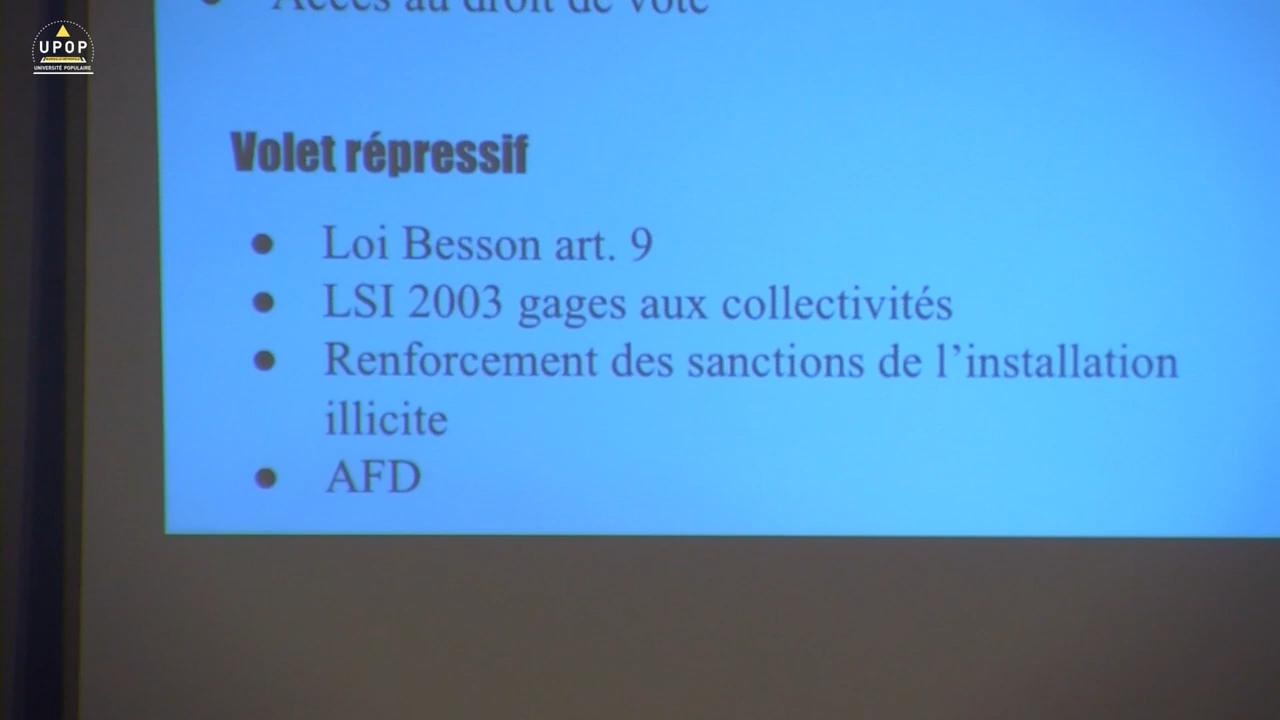 Accès au droit de vote
UPOP
UNIVERSITÉ POPULAIRE
Volet répressif
● Loi Besson art. 9
● LSI 2003 gages aux collectivités
● Renforcement des sanctions de l’installation
illicite
● AFD